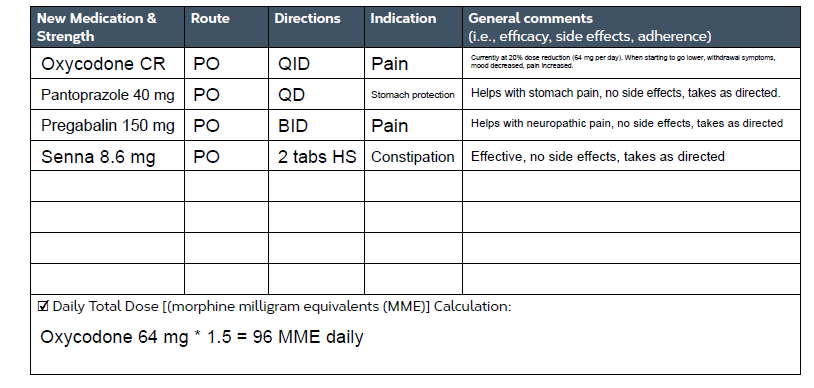 New Medication & Strength Route Directions Indication General comments (i.e., efficacy, side effects, adherence)
Oxycodone CR PO QID Pain Currently at 20% dose reduction (64 mg per day). When starting to go lower, withdrawal symptoms, mood decreased, pain increased.
Pantoprazole 40 mg PO QD Stomach protection Helps with stomach pain, no side effects, takes as directed.
Pregabalin 150 mg PO BID Pain Helps with neuropathic pain, no side effects, takes as directed
Senna 8.6 mg PO 2 tabs HS Constipation Effective, no side effects, takes as directed
☑ Daily Total Dose [(morphine milligram equivalents (MME)] Calculation:
Oxycodone 64 mg * 1.5 = 96 MME daily